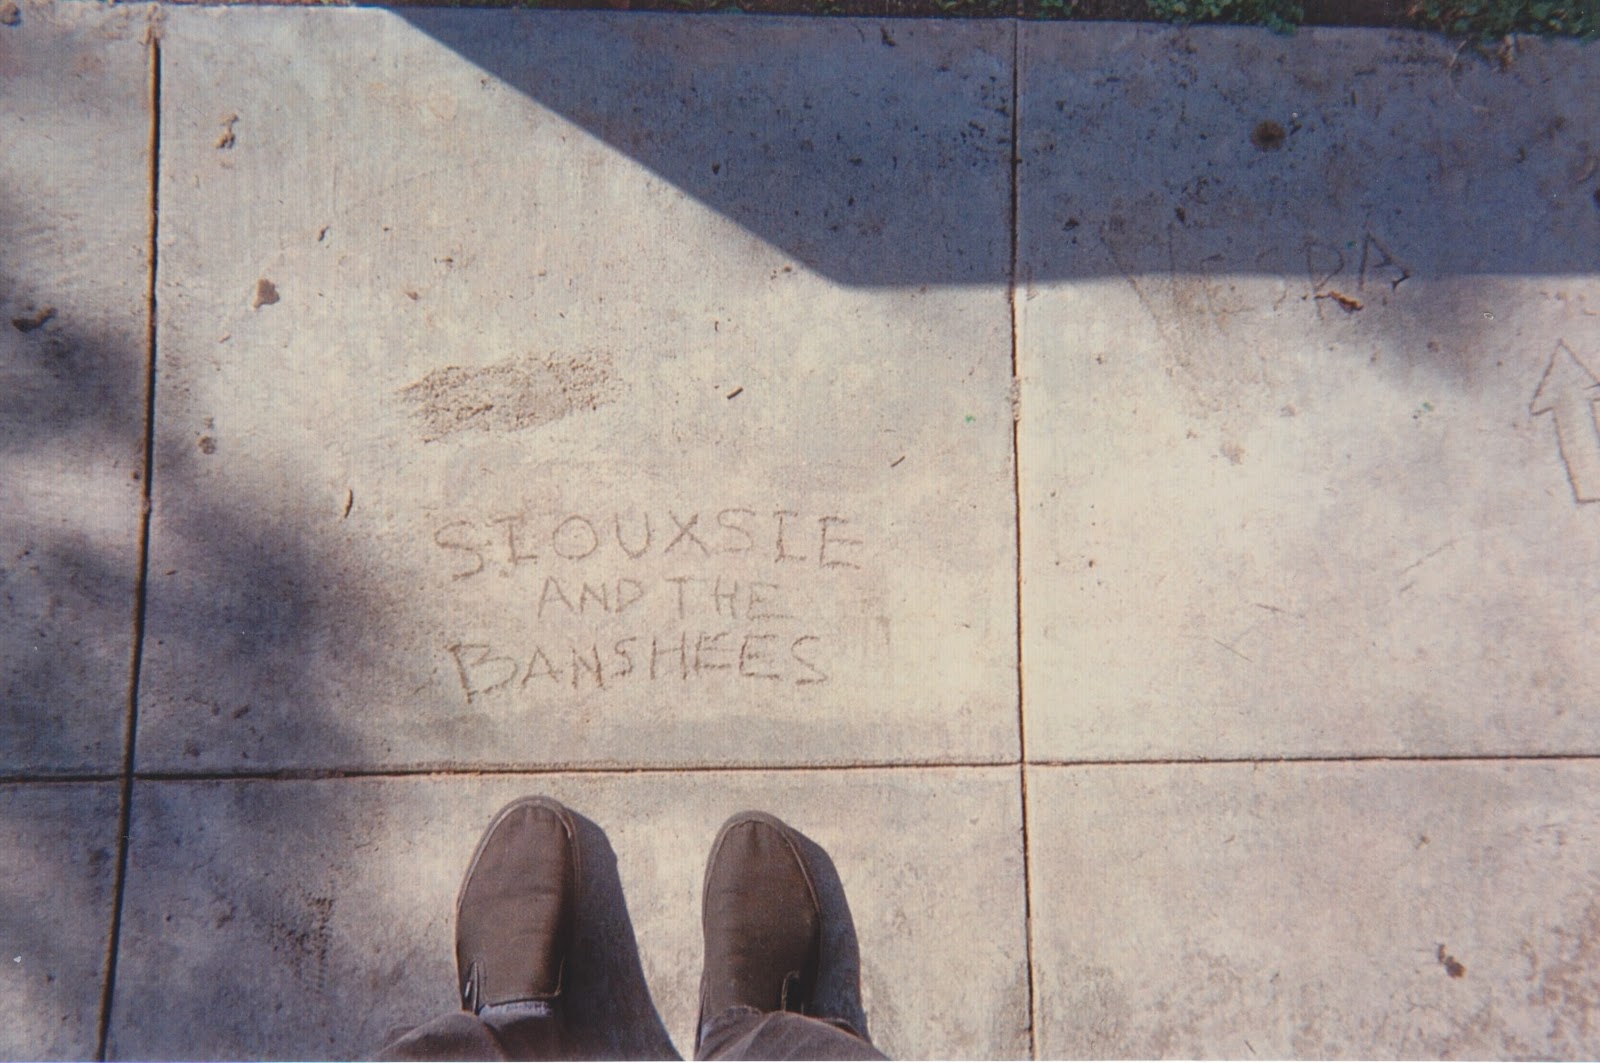 SIOUXSIE
AND THE
BANSHEES